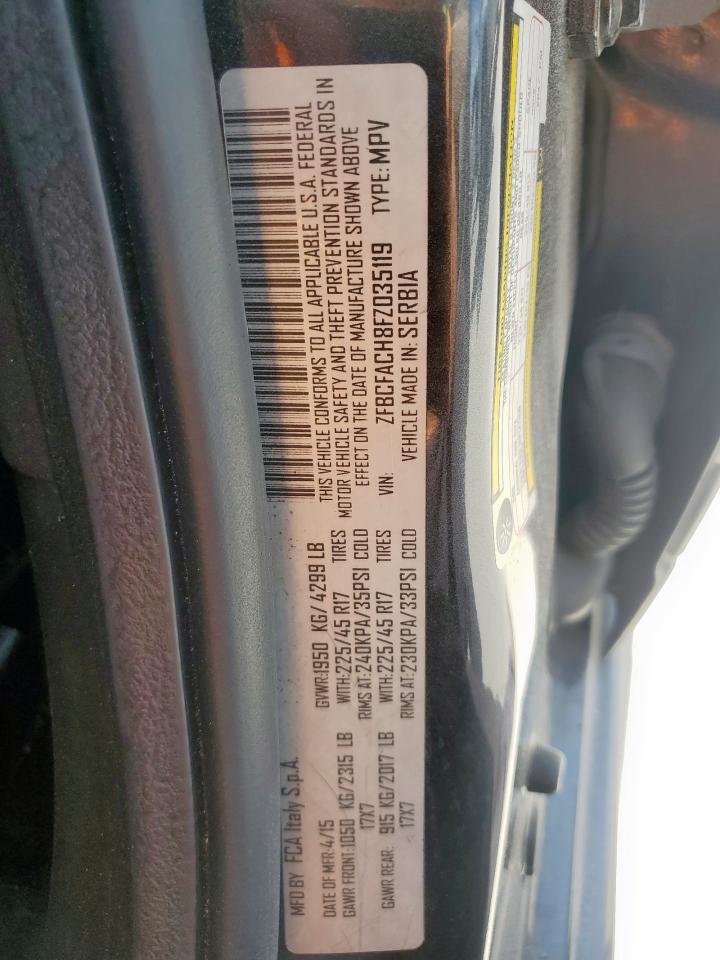 MFD BY FCA Italy S.p.A.
DATE OF MFR:4/15 GVWR:1950 KG/4299 LB
GAWR FRONT:1050 KG/2315 LB WITH:225/45 R17 TIRES
17X7 RIMS AT:240KPA/35PSI COLD
GAWR REAR: 915 KG/2017 LB WITH:225/45 R17 TIRES
17X7 RIMS AT:230KPA/33PSI COLD
THIS VEHICLE CONFORMS TO ALL APPLICABLE U.S.A. FEDERAL
MOTOR VEHICLE SAFETY AND THEFT PREVENTION STANDARDS IN
EFFECT ON THE DATE OF MANUFACTURE SHOWN ABOVE
VIN: ZFBCFACH8FZ035119 TYPE: MPV
VEHICLE MADE IN: SERBIA